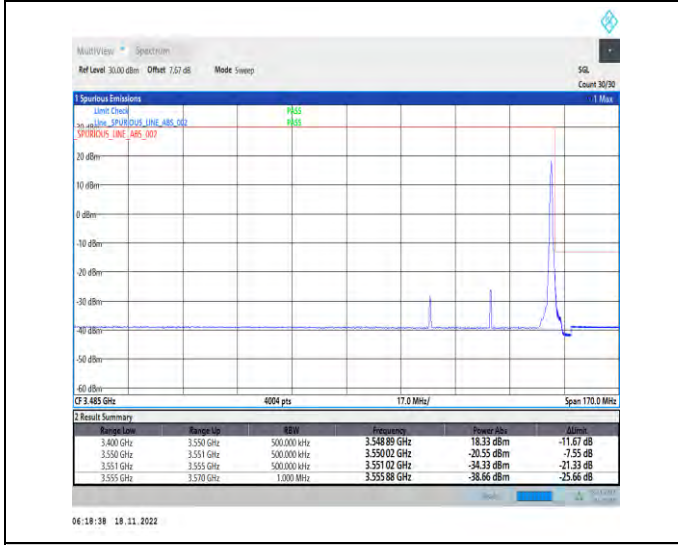 MultiView Spectrum
Ref Level 30.00 dBm Offset 7.67 dB Mode Sweep SGL
Count 30/30
1 Spurious Emissions 1 Max
Limit Check PASS
Line _SPURIOUS_LINE_ABS_002 PASS
_SPURIOUS_LINE_ABS_002
20 dBm
10 dBm
0 dBm
-10 dBm
-20 dBm
-30 dBm
-40 dBm
-50 dBm
-60 dBm
CF 3.485 GHz 4004 pts 17.0 MHz/ Span 170.0 MHz
2 Result Summary
Range Low Range Up RBW Frequency Power Abs ΔLimit
3.400 GHz 3.550 GHz 500.000 kHz 3.548 89 GHz 18.33 dBm -11.67 dB
3.550 GHz 3.551 GHz 500.000 kHz 3.550 02 GHz -20.55 dBm -7.55 dB
3.551 GHz 3.555 GHz 500.000 kHz 3.551 02 GHz -34.33 dBm -21.33 dB
3.555 GHz 3.570 GHz 1.000 MHz 3.555 88 GHz -38.66 dBm -25.66 dB
Ready
06:18:38 18.11.2022